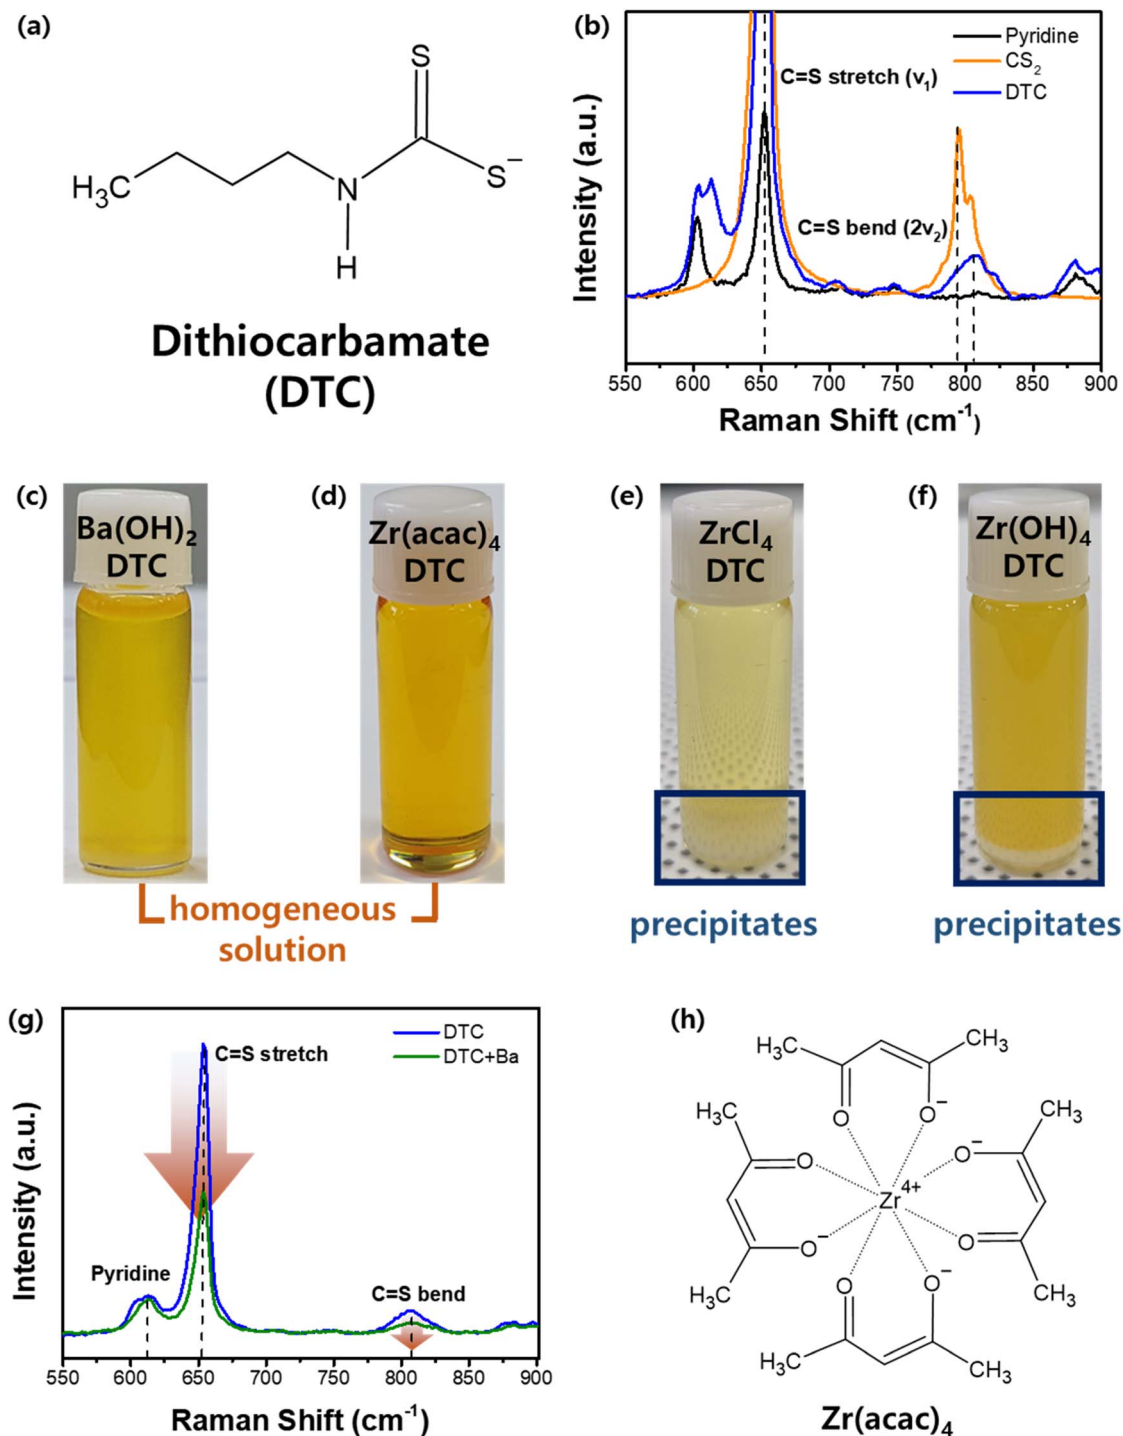 (a)
S
H₃C
N
S⁻
H
Dithiocarbamate
(DTC)
(b)
Pyridine
CS₂
DTC
C=S stretch (ν₁)
C=S bend (2ν₂)
Intensity (a.u.)
550 600 650 700 750 800 850 900
Raman Shift (cm⁻¹)
(c)
Ba(OH)₂
DTC
(d)
Zr(acac)₄
DTC
(e)
ZrCl₄
DTC
(f)
Zr(OH)₄
DTC
homogeneous
solution
precipitates
precipitates
(g)
DTC
DTC+Ba
C=S stretch
Pyridine
C=S bend
Intensity (a.u.)
550 600 650 700 750 800 850 900
Raman Shift (cm⁻¹)
(h)
H₃C
CH₃
O
O⁻
H₃C
CH₃
O
O⁻
Zr⁴⁺
O⁻
O
H₃C
CH₃
O
O⁻
H₃C
CH₃
Zr(acac)₄